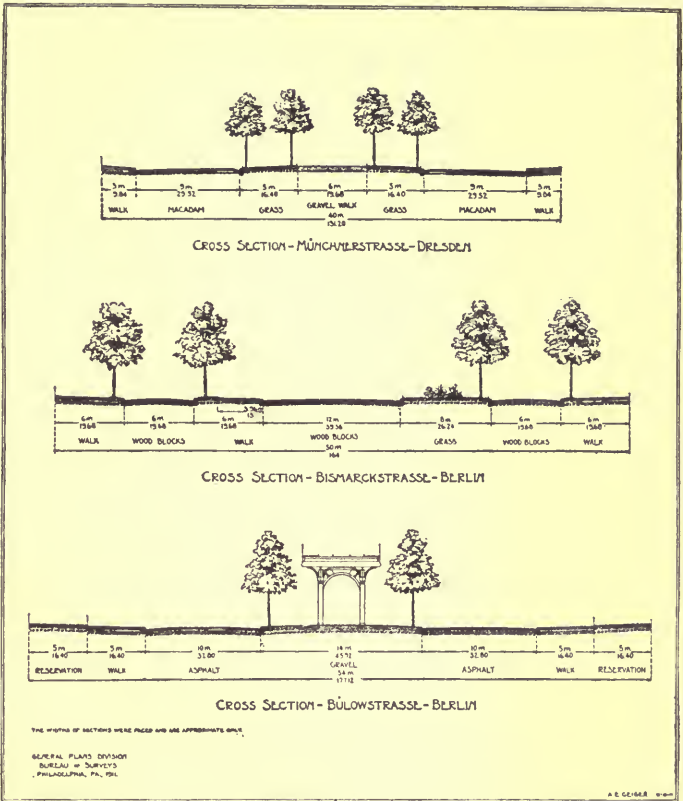 3m 9m 5m 6m 5m 9m 3m
9.84 29.52 16.40 19.68 16.40 29.52 9.84
WALK MACADAM GRASS GRAVEL WALK GRASS MACADAM WALK
40m
131.20
CROSS SECTION - MÜNCHNERSTRASSE - DRESDEN
3.96
13
6m 6m 6m 12m 8m 6m 6m
19.68 19.68 19.68 39.36 26.24 19.68 19.68
WALK WOOD BLOCKS WALK WOOD BLOCKS GRASS WOOD BLOCKS WALK
50m
164
CROSS SECTION - BISMARCKSTRASSE - BERLIN
5m 5m 10m 14m 10m 5m 5m
16.40 16.40 32.80 45.92 32.80 16.40 16.40
RESERVATION WALK ASPHALT GRAVEL ASPHALT WALK RESERVATION
54m
177.12
CROSS SECTION - BÜLOWSTRASSE - BERLIN
THE WIDTHS OF SECTIONS WERE PACED AND ARE APPROXIMATE ONLY.
GENERAL PLANS DIVISION
BUREAU OF SURVEYS
PHILADELPHIA, PA., 1911.
A. E. GEIGER